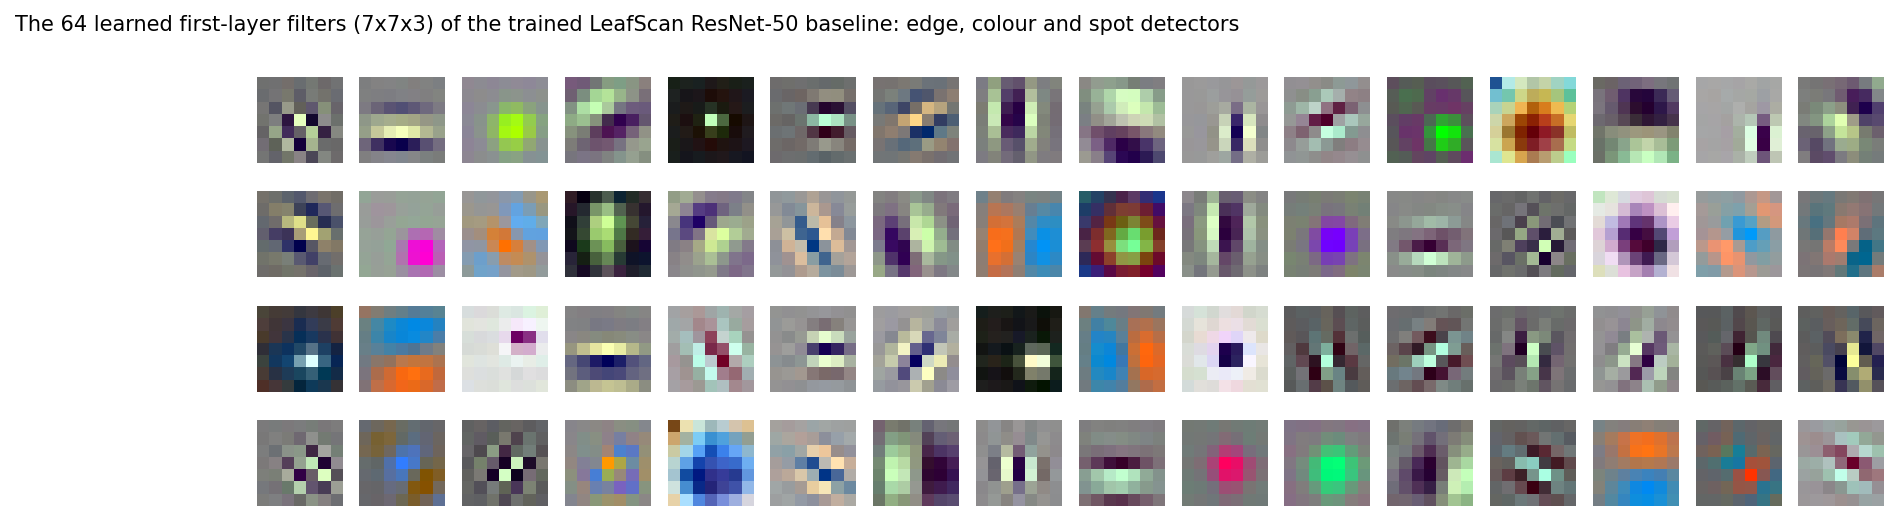 The 64 learned first-layer filters (7x7x3) of the trained LeafScan ResNet-50 baseline: edge, colour and spot detectors